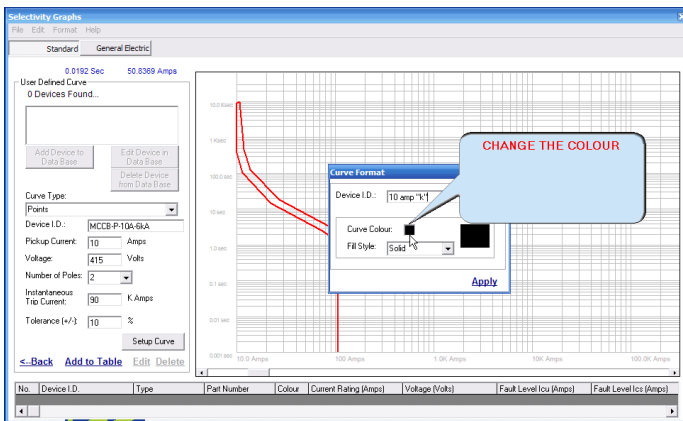 Selectivity Graphs
File Edit Format Help
Standard General Electric
0.0192 Sec 50.8369 Amps
User Defined Curve
0 Devices Found...
Add Device to
Data Base
Edit Device in
Data Base
Delete Device
from Data Base
Curve Type:
Points
Device I.D.: MCCB-P-10A-6kA
Pickup Current: 10 Amps
Voltage: 415 Volts
Number of Poles: 2
Instantaneous
Trip Current: 90 K Amps
Tolerance (+/-): 10 %
Setup Curve
<--Back Add to Table Edit Delete
10.0 Ksec
1 Ksec
100.0 sec
10 sec
1.0 sec
0.1 sec
0.01 sec
0.001 sec
10.0 Amps 100 Amps 1.0K Amps 10K Amps 100.0K Amps
CHANGE THE COLOUR
Curve Format
Device I.D.: 10 amp "k"
Curve Colour:
Fill Style: Solid
Apply
No. Device I.D. Type Part Number Colour Current Rating (Amps) Voltage (Volts) Fault Level Icu (Amps) Fault Level Ics (Amps)